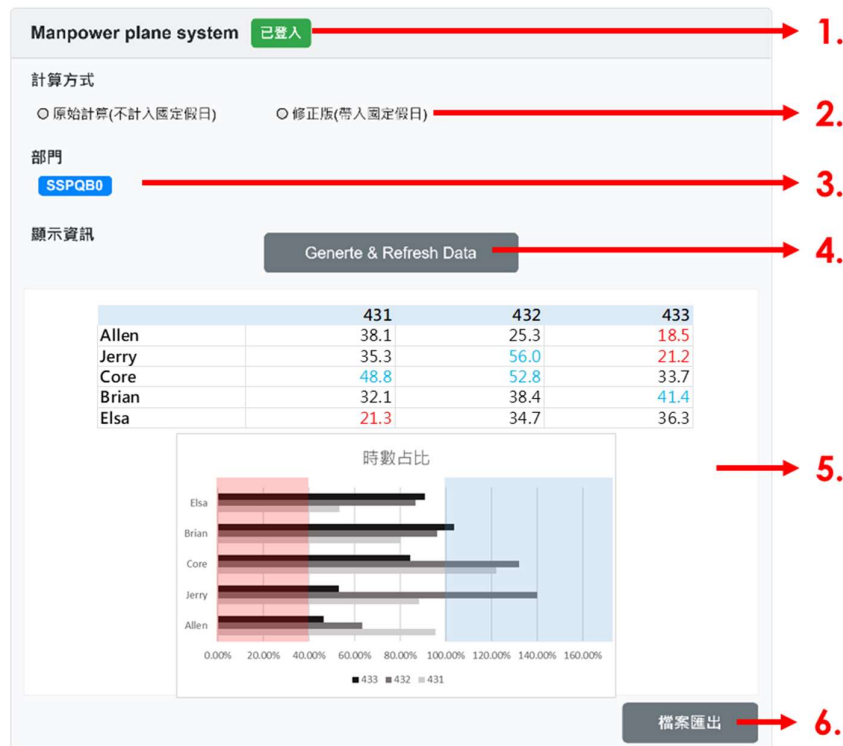 Manpower plane system 已登入 1.
計算方式
原始計算(不計入國定假日) 修正版(帶入國定假日) 2.
部門
SSPQB0 3.
顯示資訊
Generte & Refresh Data 4.
431 432 433
Allen 38.1 25.3 18.5
Jerry 35.3 56.0 21.2
Core 48.8 52.8 33.7
Brian 32.1 38.4 41.4
Elsa 21.3 34.7 36.3
時數占比
5.
Elsa
Brian
Core
Jerry
Allen
0.00% 20.00% 40.00% 60.00% 80.00% 100.00% 120.00% 140.00% 160.00%
433 432 431
檔案匯出 6.